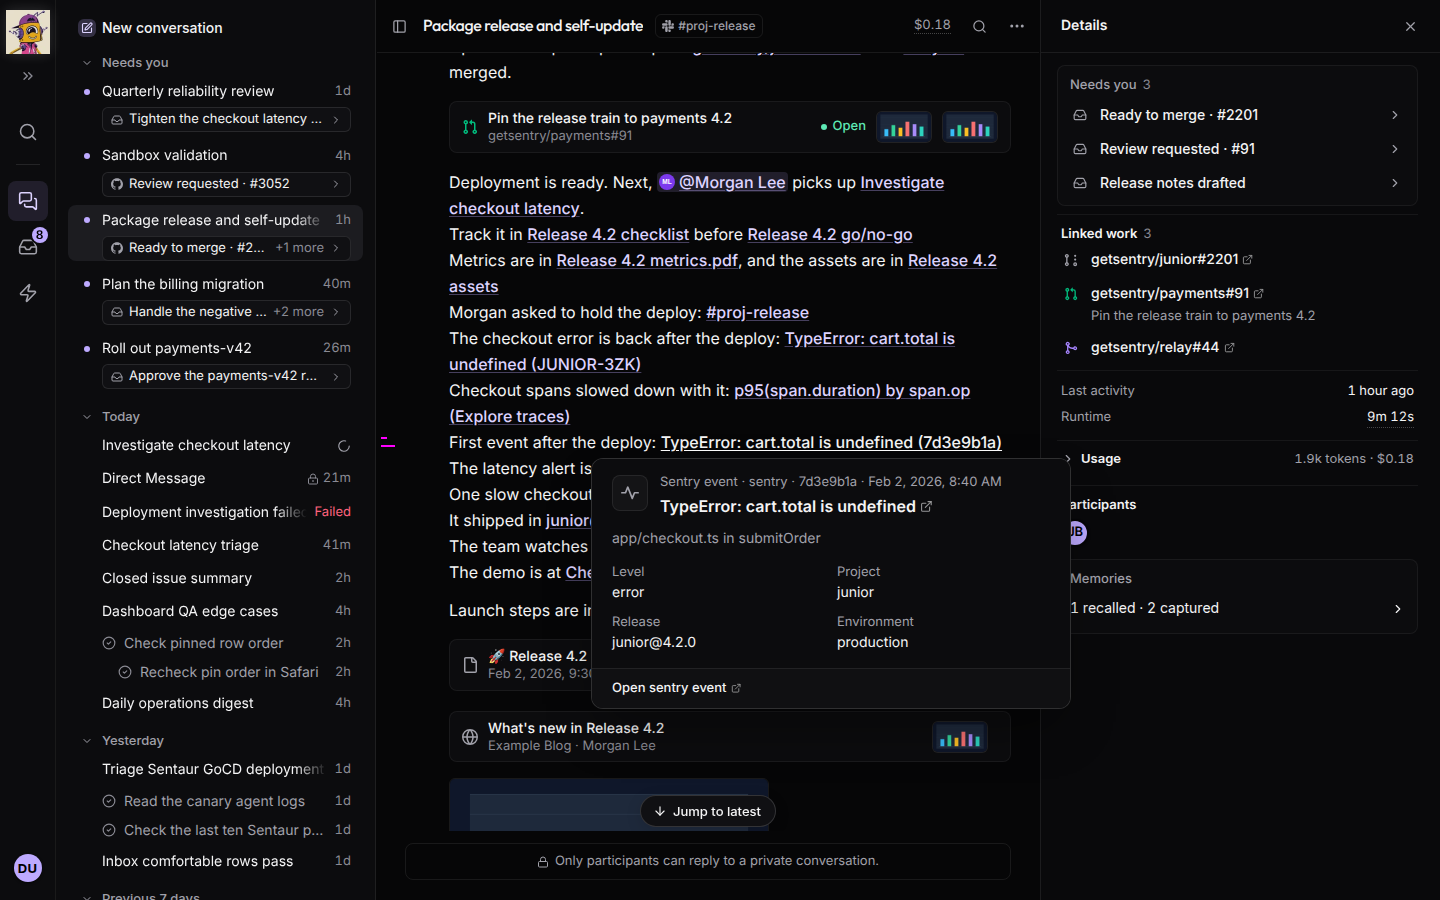 New conversation
Needs you
Quarterly reliability review 1d
Tighten the checkout latency ...
Sandbox validation 4h
Review requested · #3052
Package release and self-update 1h
Ready to merge · #2... +1 more
Plan the billing migration 40m
Handle the negative ... +2 more
Roll out payments-v42 26m
Approve the payments-v42 r...
Today
Investigate checkout latency
Direct Message 21m
Deployment investigation failed Failed
Checkout latency triage 41m
Closed issue summary 2h
Dashboard QA edge cases 4h
Check pinned row order 2h
Recheck pin order in Safari 2h
Daily operations digest 4h
Yesterday
Triage Sentaur GoCD deployment 1d
Read the canary agent logs 1d
Check the last ten Sentaur p... 1d
Inbox comfortable rows pass 1d
Previous 7 days
8
DU
Package release and self-update #proj-release $0.18
merged.
Pin the release train to payments 4.2
getsentry/payments#91
Open
Deployment is ready. Next, ML @Morgan Lee picks up Investigate
checkout latency.
Track it in Release 4.2 checklist before Release 4.2 go/no-go
Metrics are in Release 4.2 metrics.pdf, and the assets are in Release 4.2
assets
Morgan asked to hold the deploy: #proj-release
The checkout error is back after the deploy: TypeError: cart.total is
undefined (JUNIOR-3ZK)
Checkout spans slowed down with it: p95(span.duration) by span.op
(Explore traces)
First event after the deploy: TypeError: cart.total is undefined (7d3e9b1a)
The latency alert is
One slow checkout
It shipped in junior@
The team watches
The demo is at Che
Launch steps are in
🚀 Release 4.2
Feb 2, 2026, 9:30
Sentry event · sentry · 7d3e9b1a · Feb 2, 2026, 8:40 AM
TypeError: cart.total is undefined
app/checkout.ts in submitOrder
Level
error
Project
junior
Release
junior@4.2.0
Environment
production
Open sentry event
What's new in Release 4.2
Example Blog · Morgan Lee
Jump to latest
Only participants can reply to a private conversation.
Details
Needs you 3
Ready to merge · #2201
Review requested · #91
Release notes drafted
Linked work 3
getsentry/junior#2201
getsentry/payments#91
Pin the release train to payments 4.2
getsentry/relay#44
Last activity 1 hour ago
Runtime 9m 12s
Usage 1.9k tokens · $0.18
articipants
JB
Memories
1 recalled · 2 captured